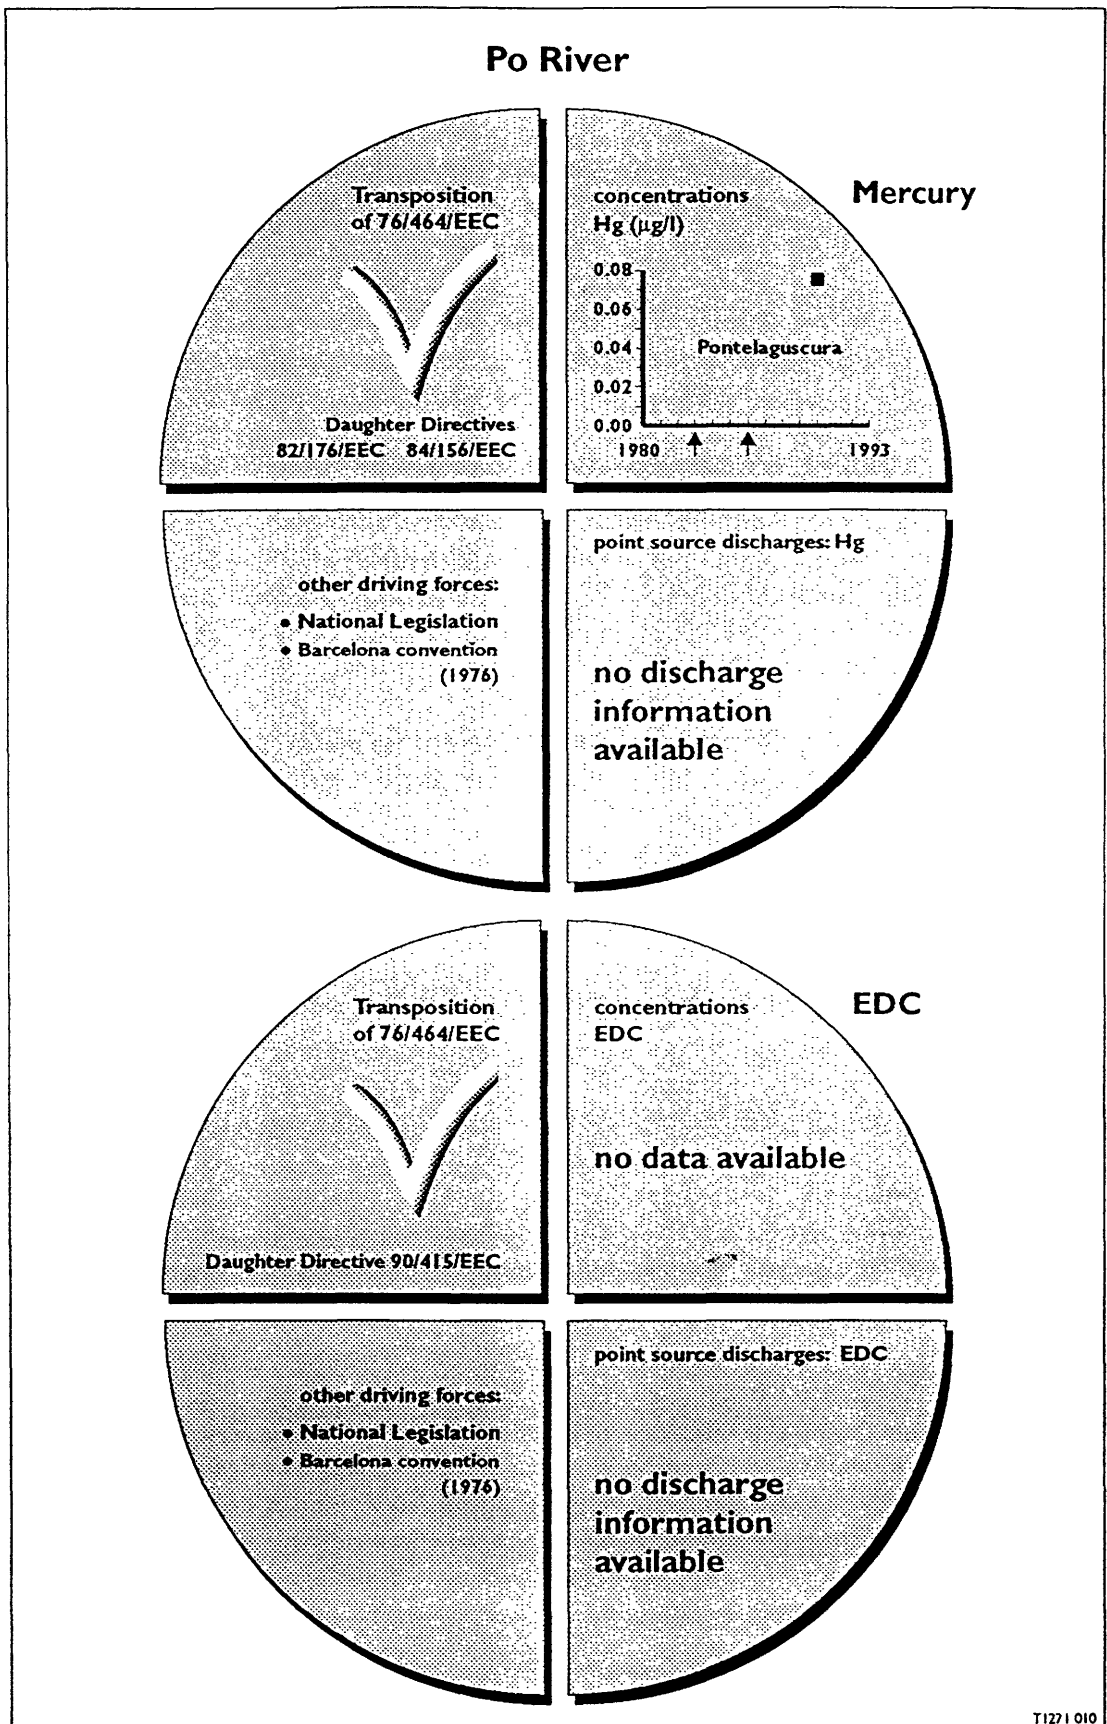 Po River
Mercury
Transposition
of 76/464/EEC
Daughter Directives
82/176/EEC 84/156/EEC
concentrations
Hg (µg/l)
0.08
0.06
0.04
0.02
0.00
Pontelaguscura
1980
1993
other driving forces:
• National Legislation
• Barcelona convention
(1976)
point source discharges: Hg
no discharge
information
available
EDC
Transposition
of 76/464/EEC
Daughter Directive 90/415/EEC
concentrations
EDC
no data available
other driving forces:
• National Legislation
• Barcelona convention
(1976)
point source discharges: EDC
no discharge
information
available
T1271 010